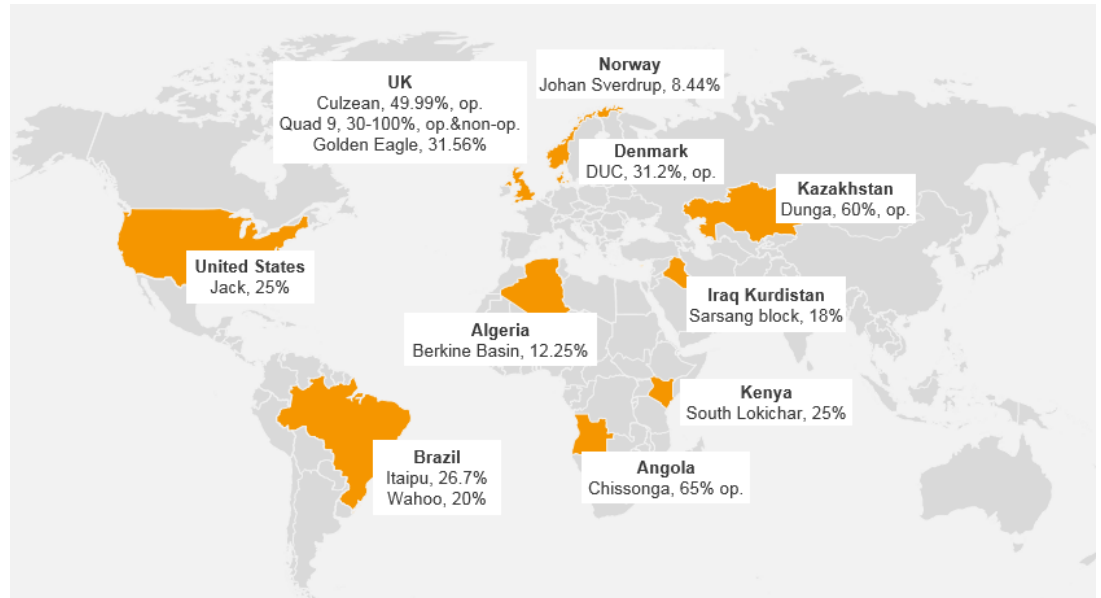 Norway
Johan Sverdrup, 8.44%
UK
Culzean, 49.99%, op.
Quad 9, 30-100%, op.&non-op.
Golden Eagle, 31.56%
Denmark
DUC, 31.2%, op.
Kazakhstan
Dunga, 60%, op.
United States
Jack, 25%
Iraq Kurdistan
Sarsang block, 18%
Algeria
Berkine Basin, 12.25%
Kenya
South Lokichar, 25%
Brazil
Itaipu, 26.7%
Wahoo, 20%
Angola
Chissonga, 65% op.